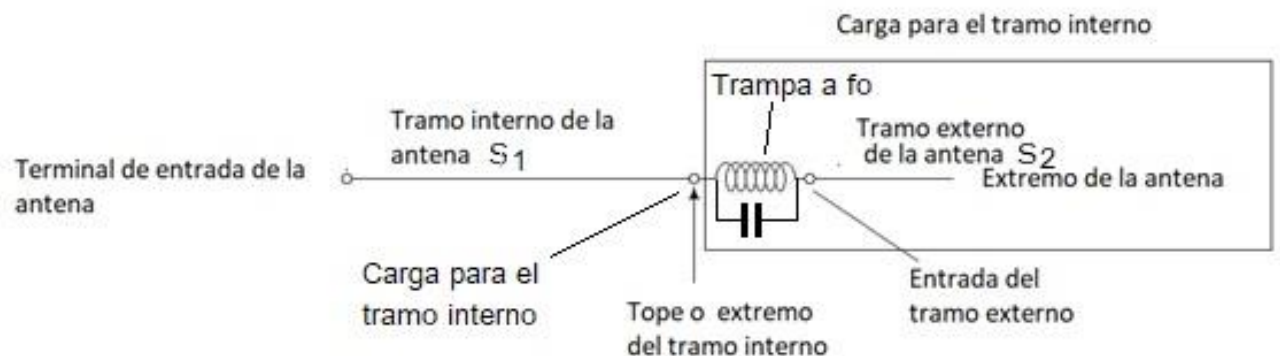 Carga para el tramo interno
Trampa a fo
Tramo interno de la
antena S1
Tramo externo
de la antena S2
Terminal de entrada de la
antena
Extremo de la antena
Carga para el
tramo interno
Tope o extremo
del tramo interno
Entrada del
tramo externo